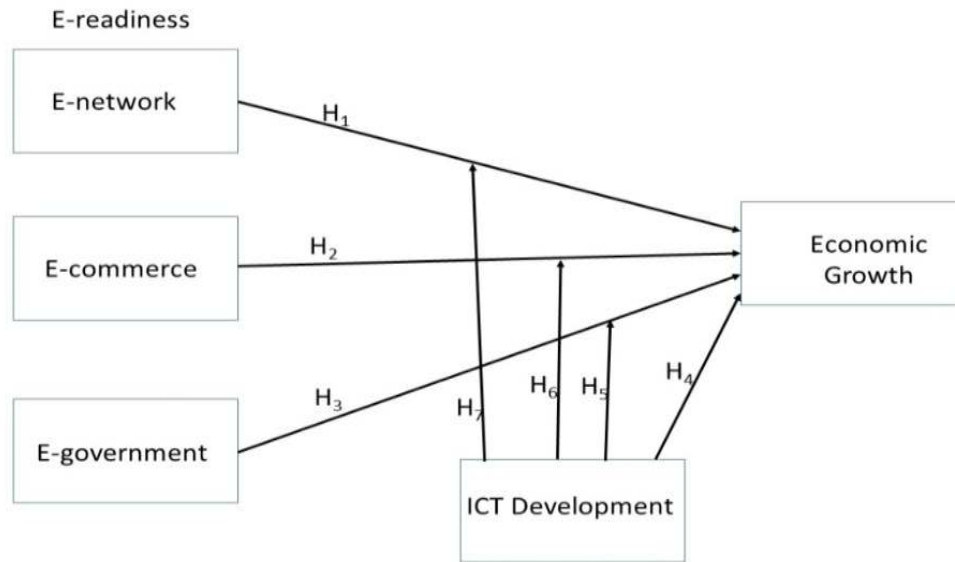 E-readiness
E-network
H₁
E-commerce
H₂
Economic
Growth
E-government
H₃
H₇
H₆
H₅
H₄
ICT Development